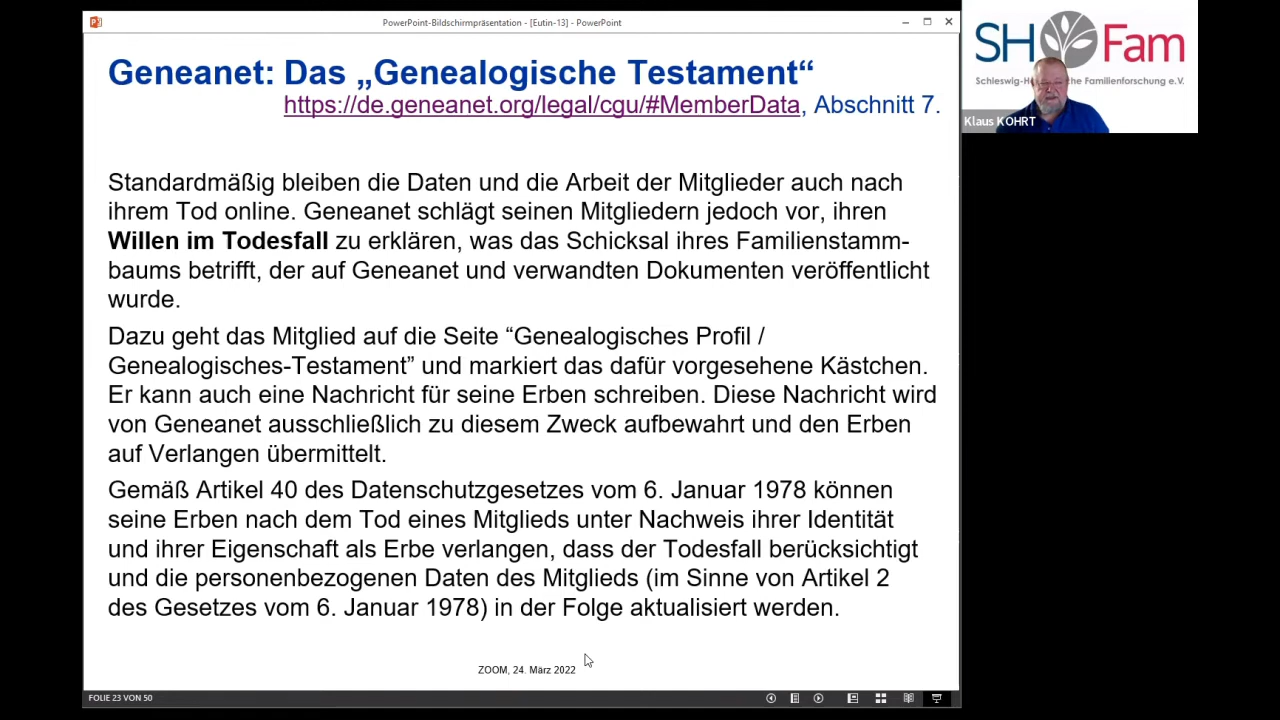 PowerPoint-Bildschirmpräsentation - [Eutin-13] - PowerPoint
Geneanet: Das „Genealogische Testament“
https://de.geneanet.org/legal/cgu/#MemberData, Abschnitt 7.
Standardmäßig bleiben die Daten und die Arbeit der Mitglieder auch nach
ihrem Tod online. Geneanet schlägt seinen Mitgliedern jedoch vor, ihren
Willen im Todesfall zu erklären, was das Schicksal ihres Familienstamm-
baums betrifft, der auf Geneanet und verwandten Dokumenten veröffentlicht
wurde.
Dazu geht das Mitglied auf die Seite “Genealogisches Profil /
Genealogisches-Testament” und markiert das dafür vorgesehene Kästchen.
Er kann auch eine Nachricht für seine Erben schreiben. Diese Nachricht wird
von Geneanet ausschließlich zu diesem Zweck aufbewahrt und den Erben
auf Verlangen übermittelt.
Gemäß Artikel 40 des Datenschutzgesetzes vom 6. Januar 1978 können
seine Erben nach dem Tod eines Mitglieds unter Nachweis ihrer Identität
und ihrer Eigenschaft als Erbe verlangen, dass der Todesfall berücksichtigt
und die personenbezogenen Daten des Mitglieds (im Sinne von Artikel 2
des Gesetzes vom 6. Januar 1978) in der Folge aktualisiert werden.
ZOOM, 24. März 2022
FOLIE 23 VON 50
SH Fam
Schleswig-Ho che Familienforschung e.V.
Klaus KOHRT